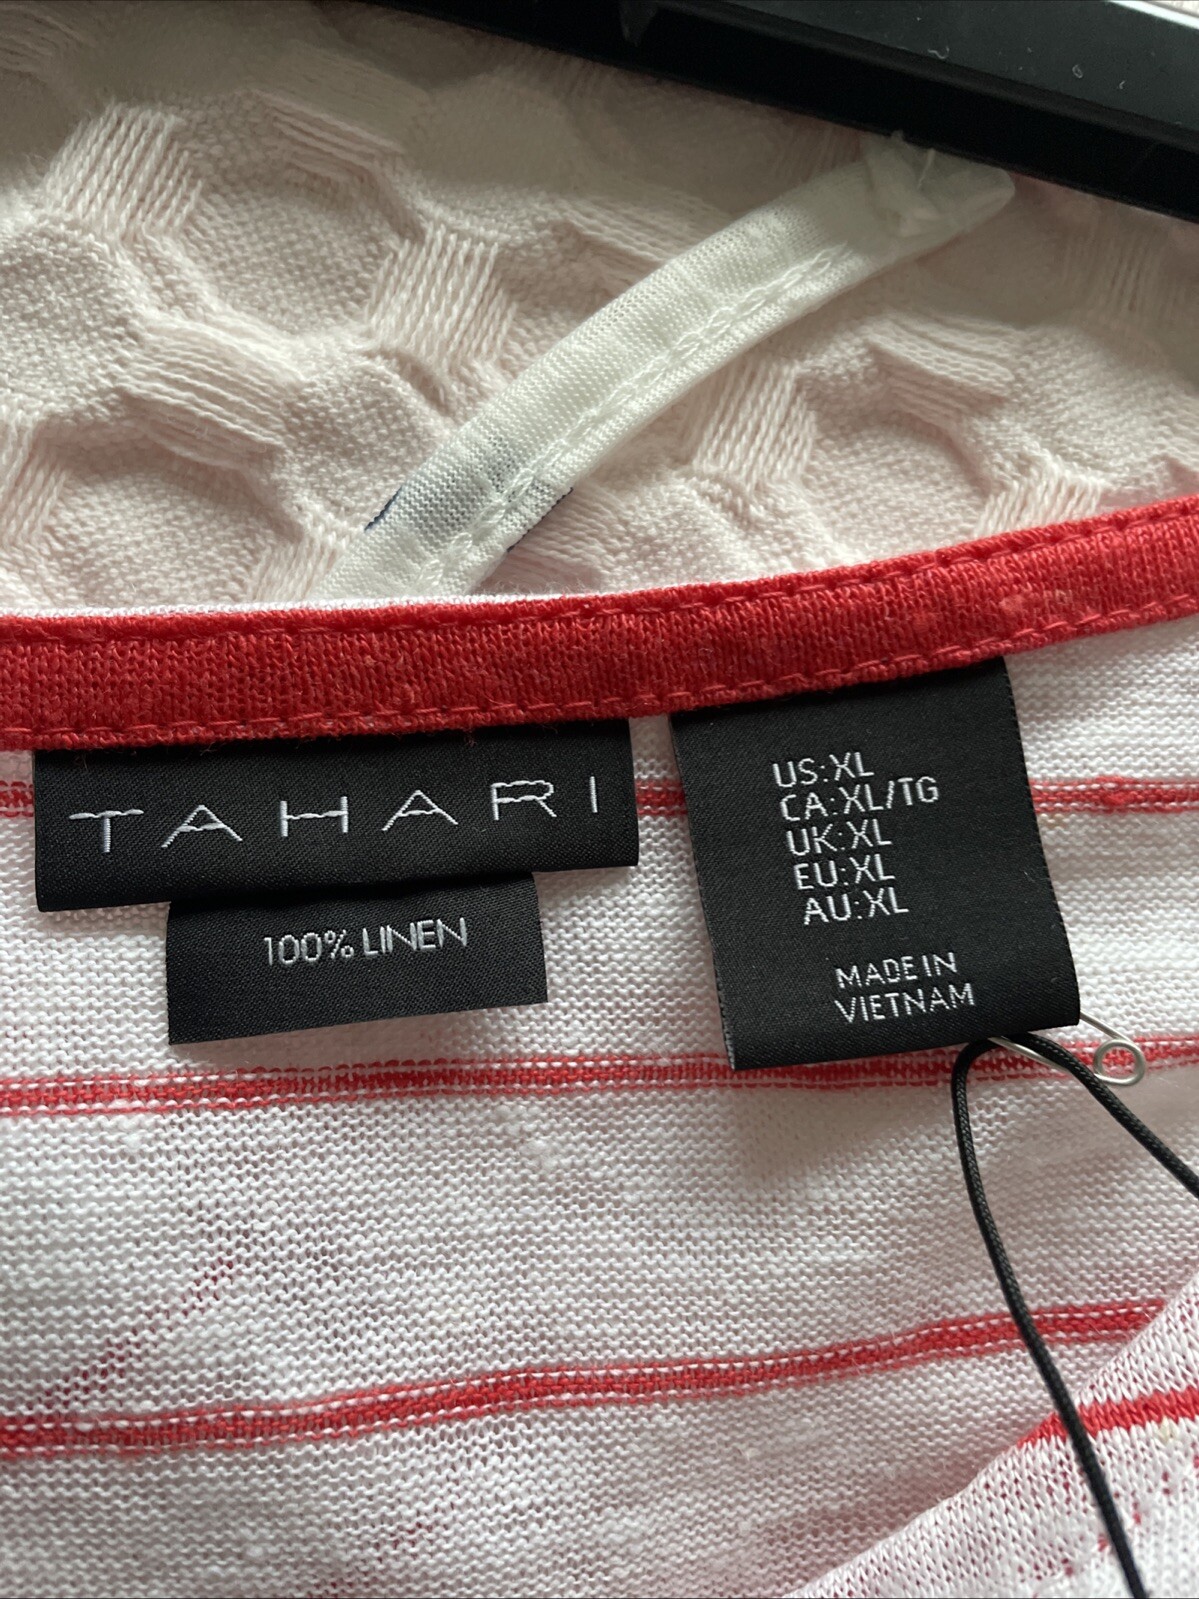 TAHARI
100% LINEN
US:XL
CA:XL/TG
UK:XL
EU:XL
AU:XL
MADE IN
VIETNAM